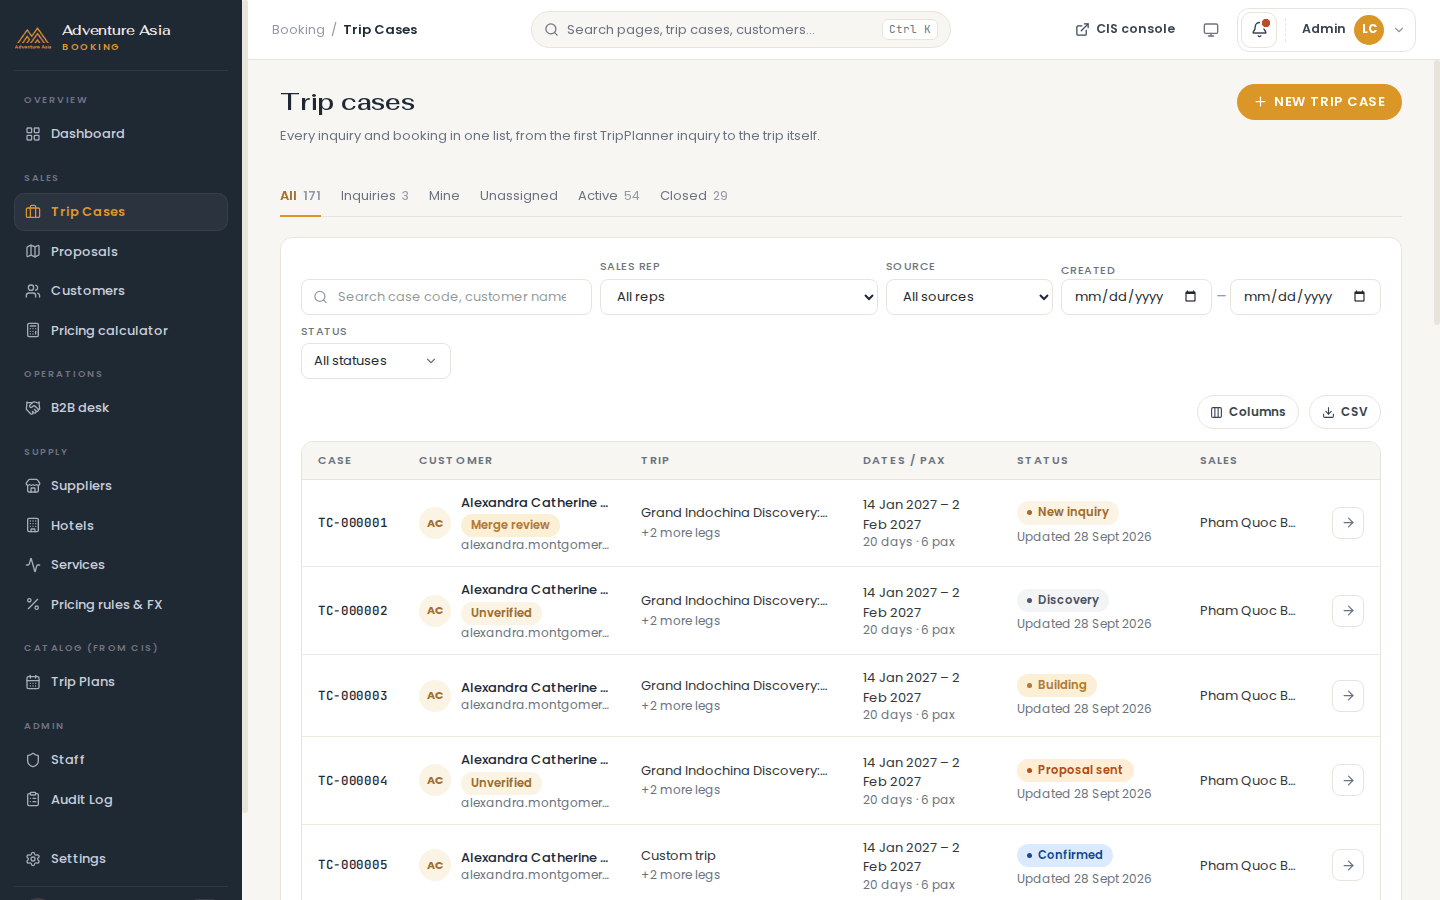 Adventure Asia
BOOKING
Adventure Asia
OVERVIEW
Dashboard
SALES
Trip Cases
Proposals
Customers
Pricing calculator
OPERATIONS
B2B desk
SUPPLY
Suppliers
Hotels
Services
Pricing rules & FX
CATALOG (FROM CIS)
Trip Plans
ADMIN
Staff
Audit Log
Settings
Booking / Trip Cases
Search pages, trip cases, customers...
Ctrl K
CIS console
Admin
LC
Trip cases
Every inquiry and booking in one list, from the first TripPlanner inquiry to the trip itself.
NEW TRIP CASE
All 171
Inquiries 3
Mine
Unassigned
Active 54
Closed 29
Search case code, customer name
SALES REP
All reps
SOURCE
All sources
CREATED
mm/dd/yyyy – mm/dd/yyyy
STATUS
All statuses
Columns
CSV
CASE CUSTOMER TRIP DATES / PAX STATUS SALES
TC-000001
AC
Alexandra Catherine ...
Merge review
alexandra.montgomer...
Grand Indochina Discovery:...
+2 more legs
14 Jan 2027 – 2
Feb 2027
20 days · 6 pax
New inquiry
Updated 28 Sept 2026
Pham Quoc B...
TC-000002
AC
Alexandra Catherine ...
Unverified
alexandra.montgomer...
Grand Indochina Discovery:...
+2 more legs
14 Jan 2027 – 2
Feb 2027
20 days · 6 pax
Discovery
Updated 28 Sept 2026
Pham Quoc B...
TC-000003
AC
Alexandra Catherine ...
alexandra.montgomer...
Grand Indochina Discovery:...
+2 more legs
14 Jan 2027 – 2
Feb 2027
20 days · 6 pax
Building
Updated 28 Sept 2026
Pham Quoc B...
TC-000004
AC
Alexandra Catherine ...
Unverified
alexandra.montgomer...
Grand Indochina Discovery:...
+2 more legs
14 Jan 2027 – 2
Feb 2027
20 days · 6 pax
Proposal sent
Updated 28 Sept 2026
Pham Quoc B...
TC-000005
AC
Alexandra Catherine ...
alexandra.montgomer...
Custom trip
+2 more legs
14 Jan 2027 – 2
Feb 2027
20 days · 6 pax
Confirmed
Updated 28 Sept 2026
Pham Quoc B...